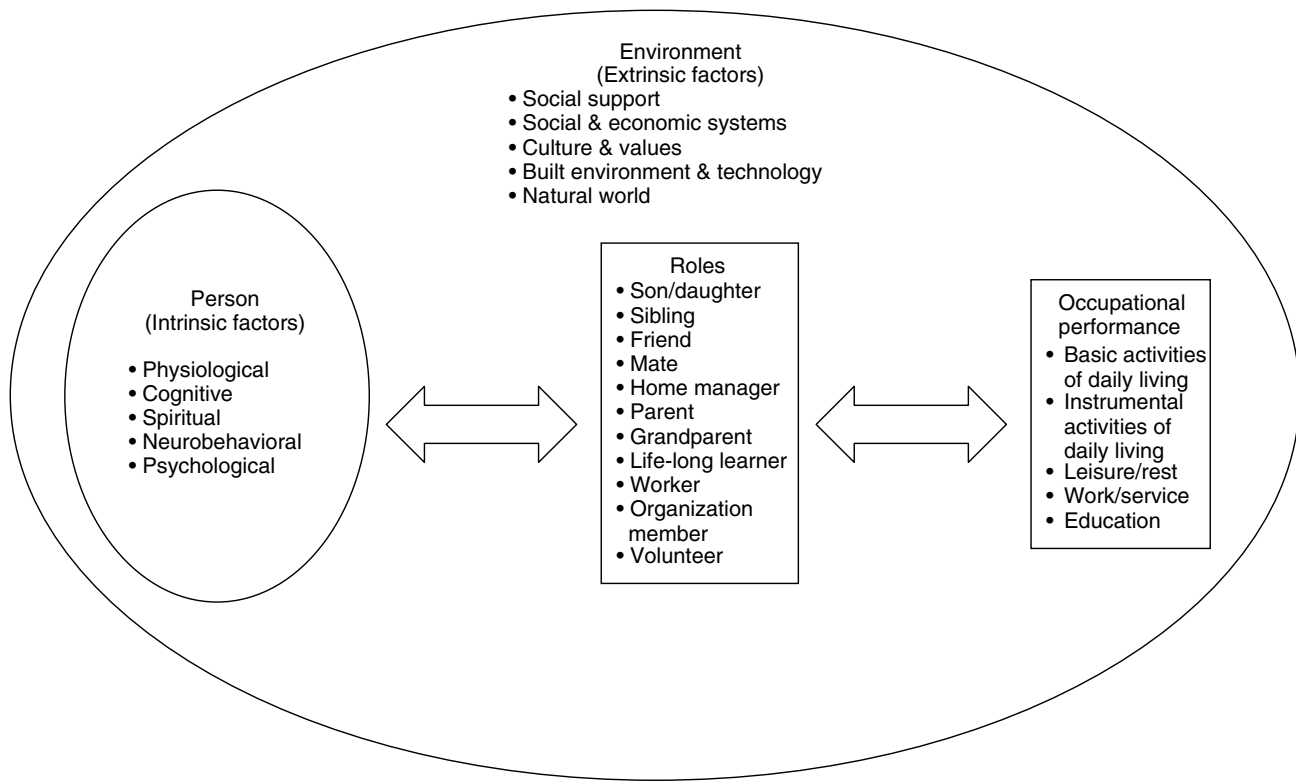 Environment
(Extrinsic factors)
• Social support
• Social & economic systems
• Culture & values
• Built environment & technology
• Natural world
Person
(Intrinsic factors)
• Physiological
• Cognitive
• Spiritual
• Neurobehavioral
• Psychological
Roles
• Son/daughter
• Sibling
• Friend
• Mate
• Home manager
• Parent
• Grandparent
• Life-long learner
• Worker
• Organization
member
• Volunteer
Occupational
performance
• Basic activities
of daily living
• Instrumental
activities of
daily living
• Leisure/rest
• Work/service
• Education